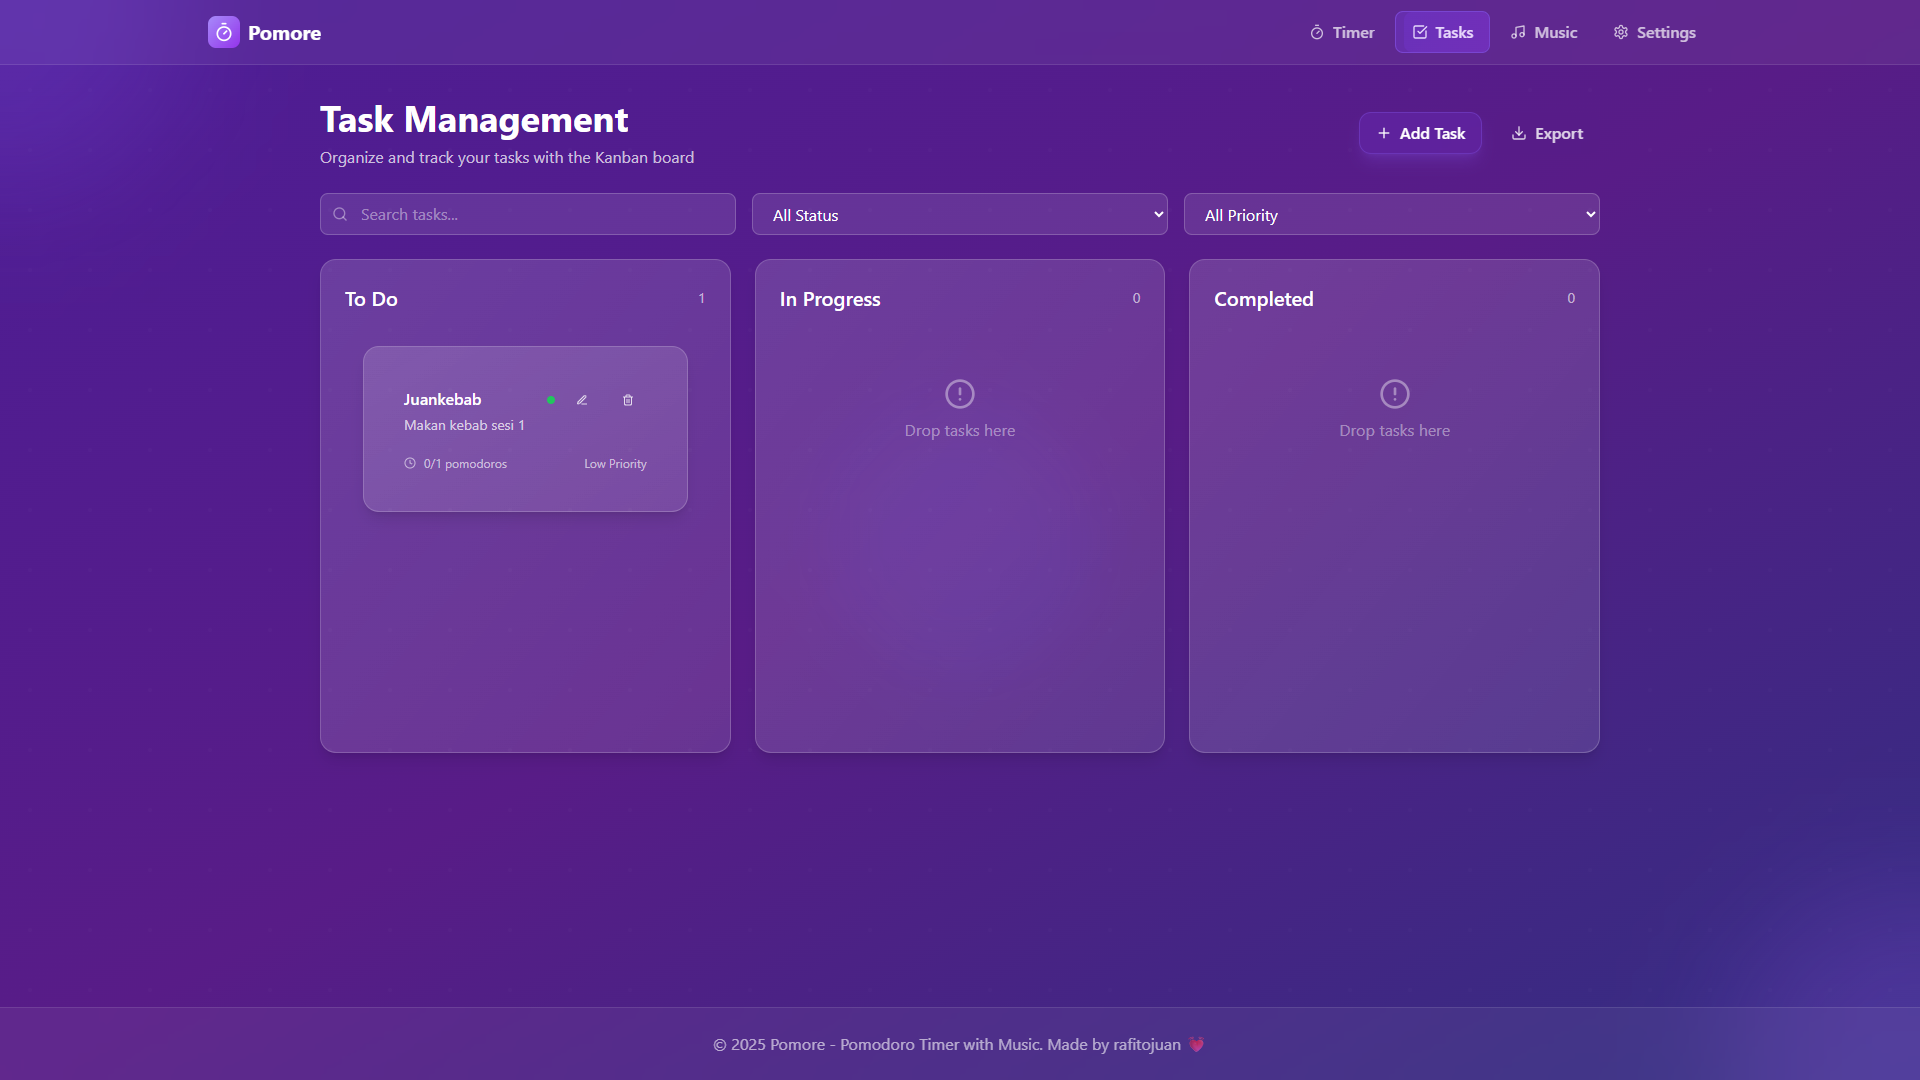 Pomore
Timer
Tasks
Music
Settings
Task Management
Organize and track your tasks with the Kanban board
Add Task
Export
Search tasks...
All Status
All Priority
To Do
1
Juankebab
Makan kebab sesi 1
0/1 pomodoros
Low Priority
In Progress
0
Drop tasks here
Completed
0
Drop tasks here
© 2025 Pomore - Pomodoro Timer with Music. Made by rafitojuan 💗